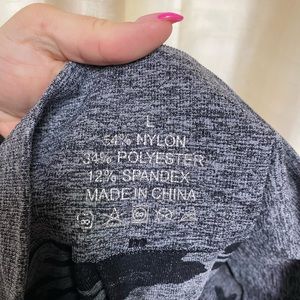 L
54% NYLON
34% POLYESTER
12% SPANDEX
MADE IN CHINA